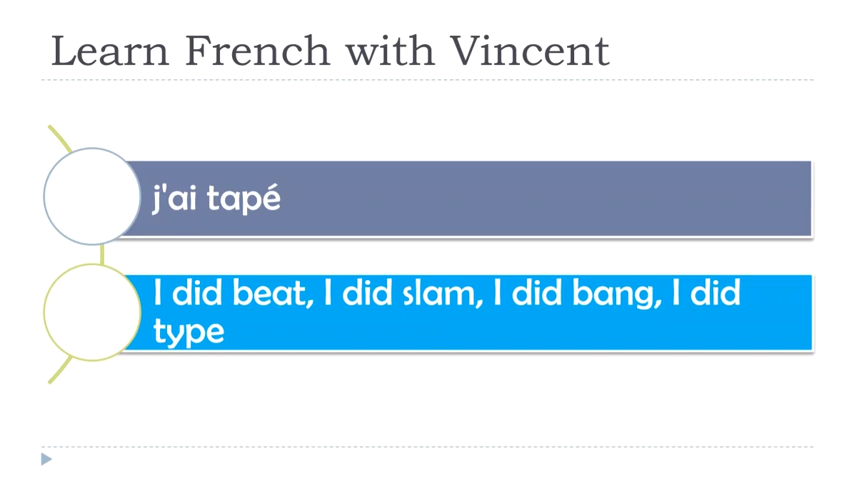 Learn French with Vincent
j'ai tapé
I did beat, I did slam, I did bang, I did
type